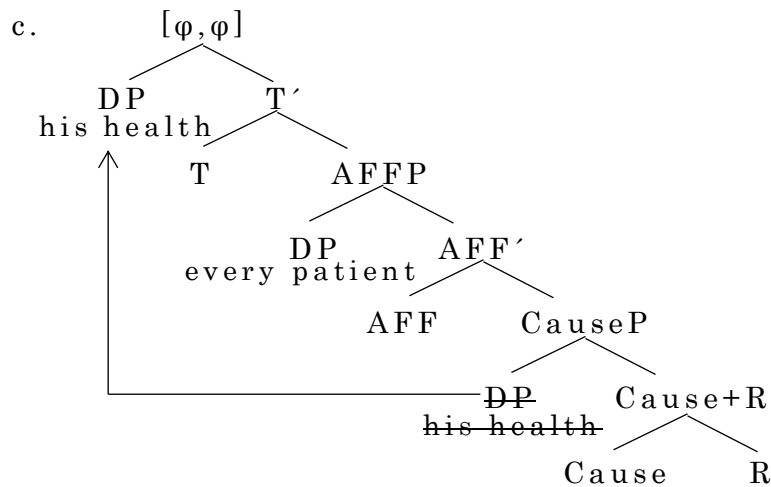 c. [φ,φ]
DP T´
his health
T AFFP
DP AFF´
every patient
AFF CauseP
DP Cause+R
his health
Cause R